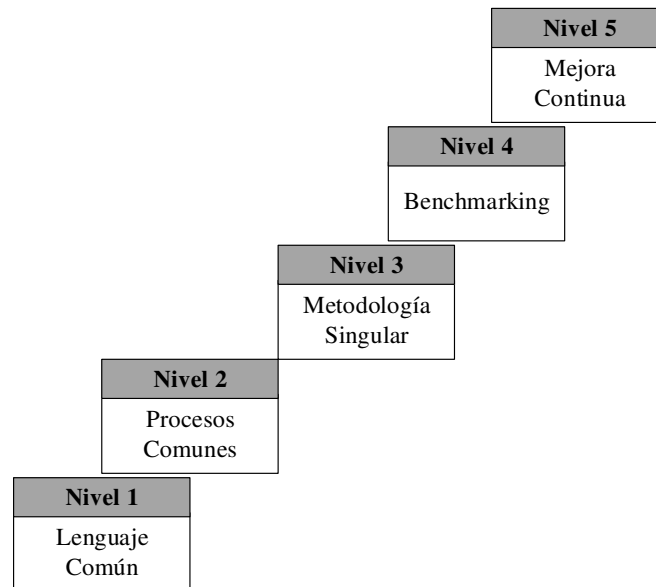 Nivel 5
Mejora
Continua
Nivel 4
Benchmarking
Nivel 3
Metodología
Singular
Nivel 2
Procesos
Comunes
Nivel 1
Lenguaje
Común